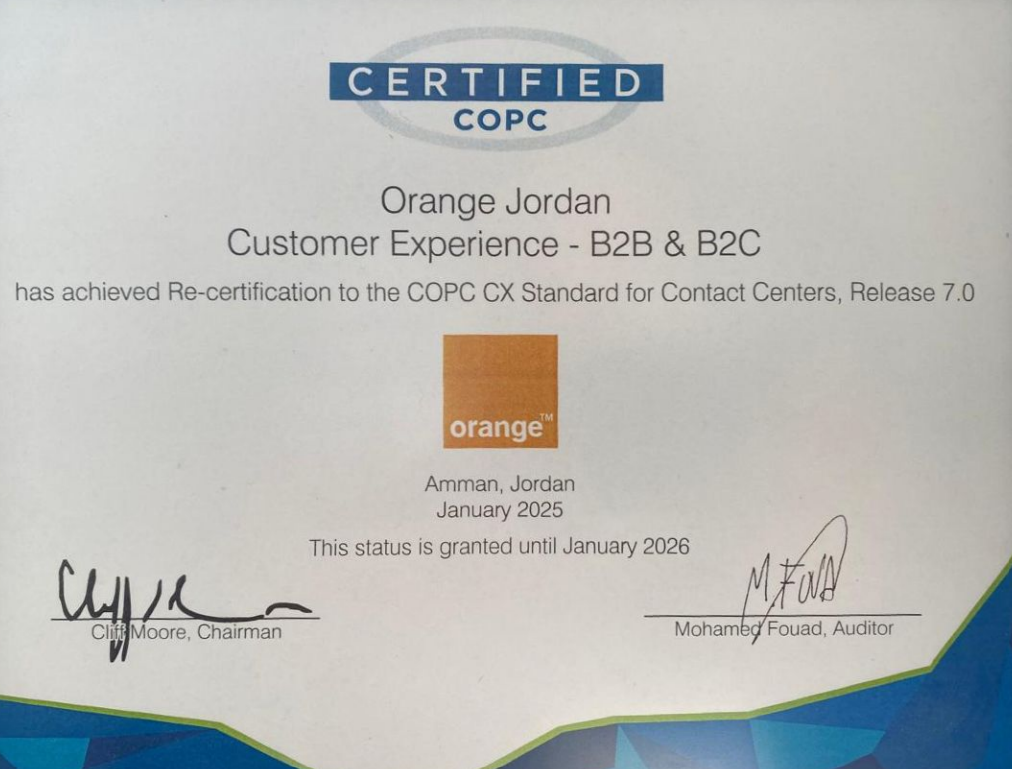 CERTIFIED
COPC
Orange Jordan
Customer Experience - B2B & B2C
has achieved Re-certification to the COPC CX Standard for Contact Centers, Release 7.0
orange™
Amman, Jordan
January 2025
This status is granted until January 2026
M. Fouad
Cliff Moore, Chairman
Mohamed Fouad, Auditor